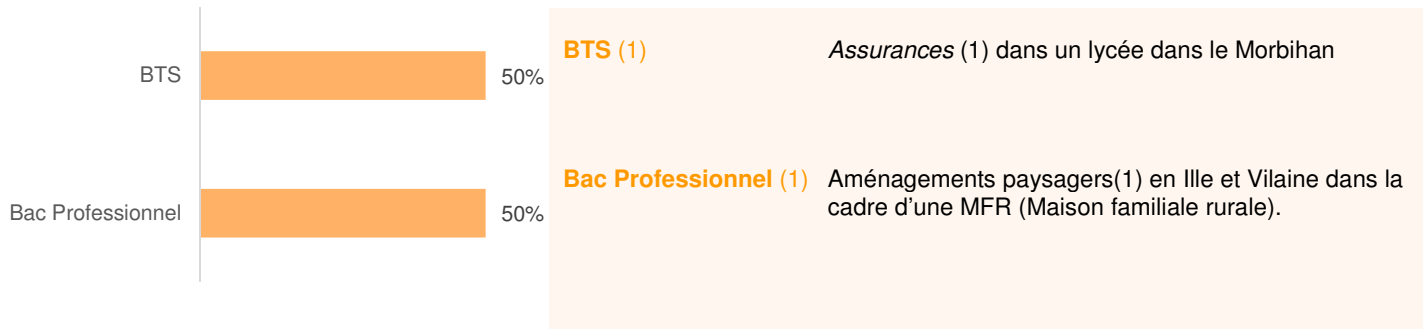 BTS
50%
BTS (1)
Assurances (1) dans un lycée dans le Morbihan
Bac Professionnel
50%
Bac Professionnel (1)
Aménagements paysagers(1) en Ille et Vilaine dans la
cadre d'une MFR (Maison familiale rurale).